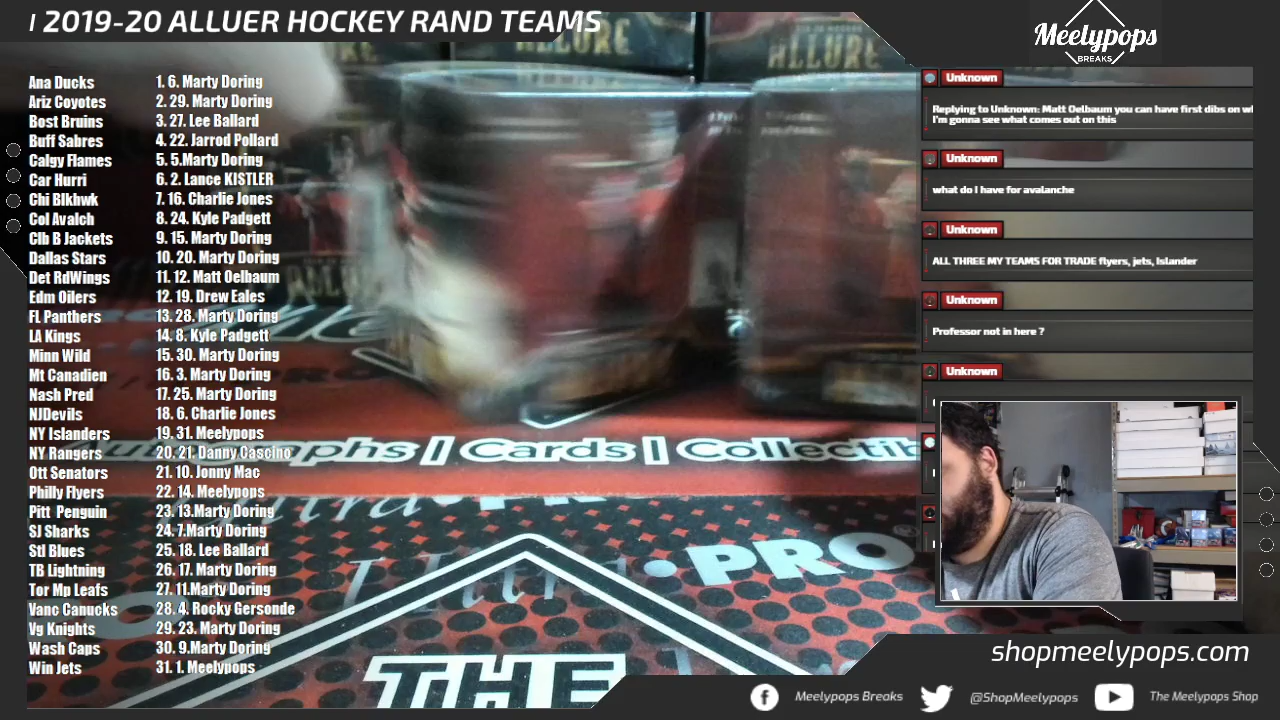 / 2019-20 ALLUER HOCKEY RAND TEAMS
Meelypops
BREAKS
ALLURE
ALLURE
ALLURE
Ana Ducks 1. 6. Marty Doring
Ariz Coyotes 2. 29. Marty Doring
Bost Bruins 3. 27. Lee Ballard
Buff Sabres 4. 22. Jarrod Pollard
Calgy Flames 5. 5.Marty Doring
Car Hurri 6. 2. Lance KISTLER
Chi Blkhwk 7. 16. Charlie Jones
Col Avalch 8. 24. Kyle Padgett
Clb B Jackets 9. 15. Marty Doring
Dallas Stars 10. 20. Marty Doring
Det RdWings 11. 12. Matt Oelbaum
Edm Oilers 12. 19. Drew Eales
FL Panthers 13. 28. Marty Doring
LA Kings 14. 8. Kyle Padgett
Minn Wild 15. 30. Marty Doring
Mt Canadien 16. 3. Marty Doring
Nash Pred 17. 25. Marty Doring
NJDevils 18. 6. Charlie Jones
NY Islanders 19. 31. Meelypops
NY Rangers 20. 21. Danny Cascino
Ott Senators 21. 10. Jonny Mac
Philly Flyers 22. 14. Meelypops
Pitt Penguin 23. 13.Marty Doring
SJ Sharks 24. 7.Marty Doring
Stl Blues 25. 18. Lee Ballard
TB Lightning 26. 17. Marty Doring
Tor Mp Leafs 27. 11.Marty Doring
Vanc Canucks 28. 4. Rocky Gersonde
Vg Knights 29. 23. Marty Doring
Wash Caps 30. 9.Marty Doring
Win Jets 31. 1. Meelypops
Unknown
Replying to Unknown: Matt Oelbaum you can have first dibs on
I'm gonna see what comes out on this
Unknown
what do I have for avalanche
Unknown
ALL THREE MY TEAMS FOR TRADE flyers, jets, Islander
Unknown
Professor not in here ?
Unknown
utographs | Cards | Collectib
Ultra·PRO
THE
shopmeelypops.com
Meelypops Breaks
@ShopMeelypops
The Meelypops Shop